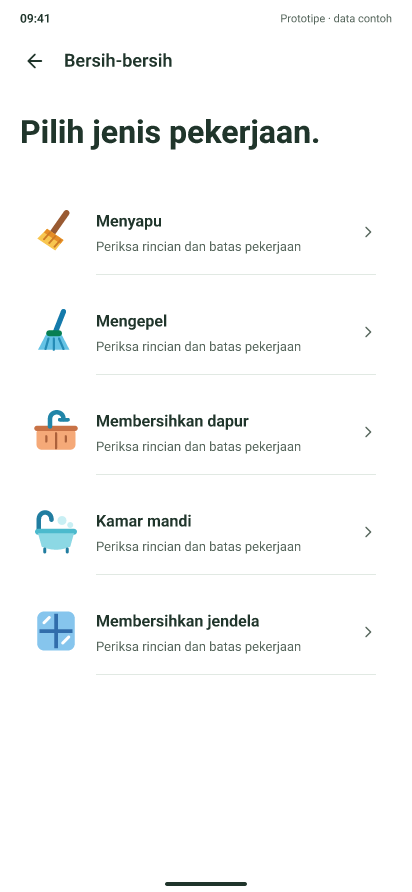 09:41
Prototipe · data contoh
Bersih-bersih
Pilih jenis pekerjaan.
Menyapu
Periksa rincian dan batas pekerjaan
Mengepel
Periksa rincian dan batas pekerjaan
Membersihkan dapur
Periksa rincian dan batas pekerjaan
Kamar mandi
Periksa rincian dan batas pekerjaan
Membersihkan jendela
Periksa rincian dan batas pekerjaan